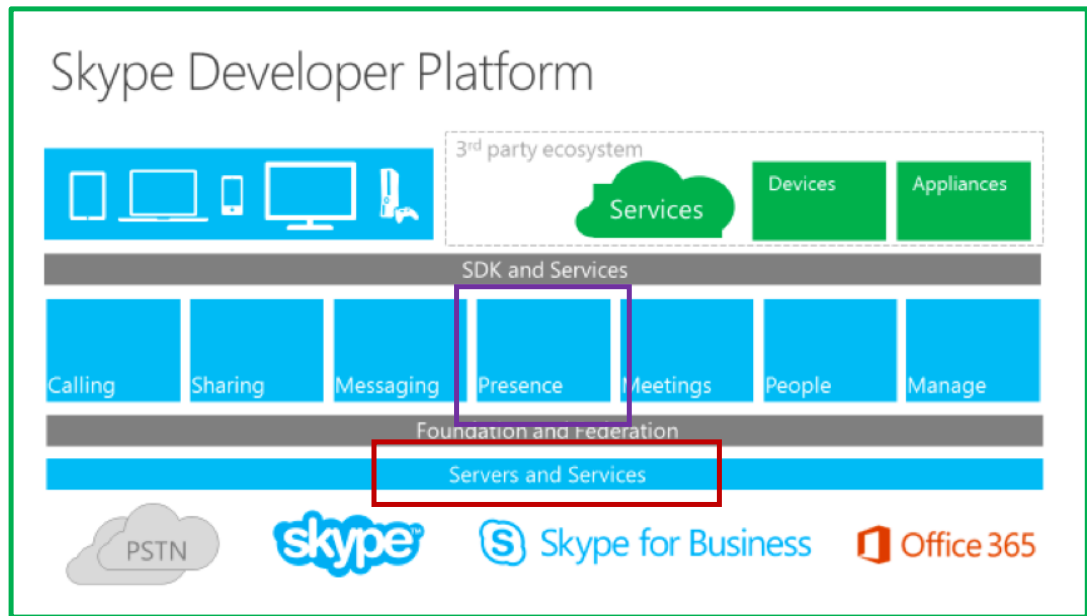 Skype Developer Platform
3rd party ecosystem
Services
Devices
Appliances
SDK and Services
Calling
Sharing
Messaging
Presence
Meetings
People
Manage
Foundation and Federation
Servers and Services
PSTN
skype™
S Skype for Business
Office 365